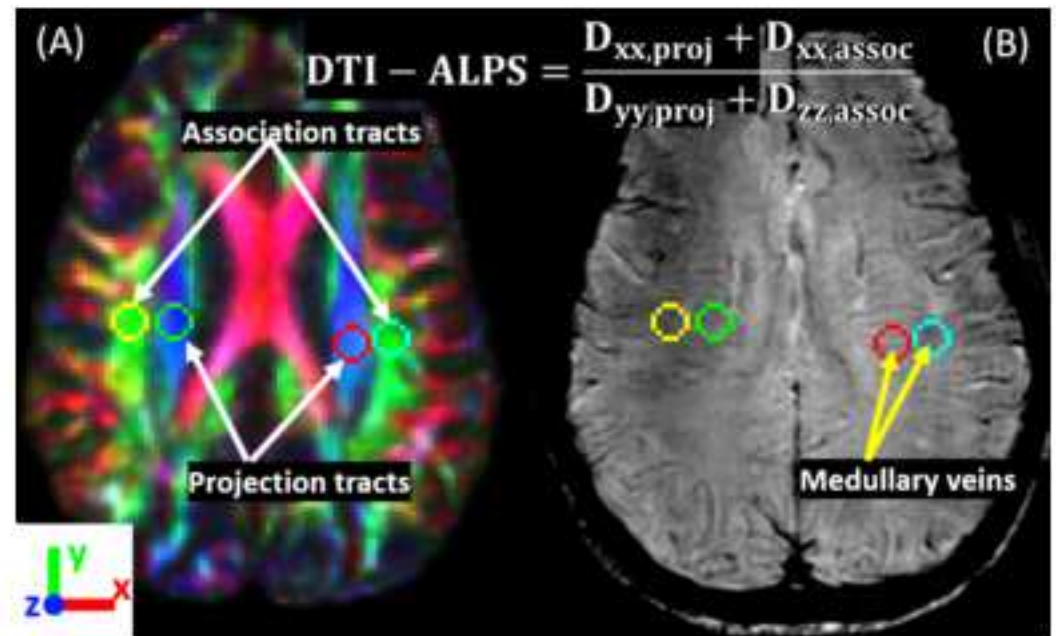 (A)
DTI − ALPS = (D_xx,proj + D_xx,assoc) / (D_yy,proj + D_zz,assoc)
(B)
Association tracts
Projection tracts
Medullary veins
y
z
x